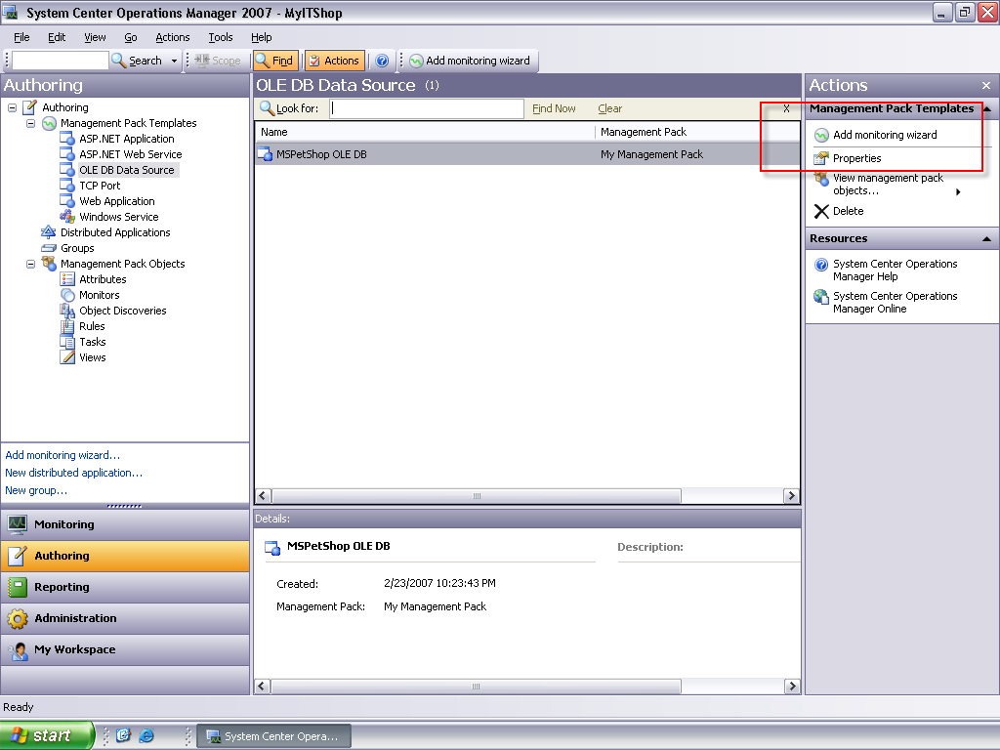 System Center Operations Manager 2007 - MyITShop
File Edit View Go Actions Tools Help
Search Scope Find Actions Add monitoring wizard
Authoring
Authoring
Management Pack Templates
ASP.NET Application
ASP.NET Web Service
OLE DB Data Source
TCP Port
Web Application
Windows Service
Distributed Applications
Groups
Management Pack Objects
Attributes
Monitors
Object Discoveries
Rules
Tasks
Views
Add monitoring wizard...
New distributed application...
New group...
Monitoring
Authoring
Reporting
Administration
My Workspace
OLE DB Data Source (1)
Look for: Find Now Clear X
Name Management Pack
MSPetShop OLE DB My Management Pack
Details:
MSPetShop OLE DB Description:
Created: 2/23/2007 10:23:43 PM
Management Pack: My Management Pack
Actions
Management Pack Templates
Add monitoring wizard
Properties
View management pack
objects...
Delete
Resources
System Center Operations
Manager Help
System Center Operations
Manager Online
Ready
start System Center Opera...